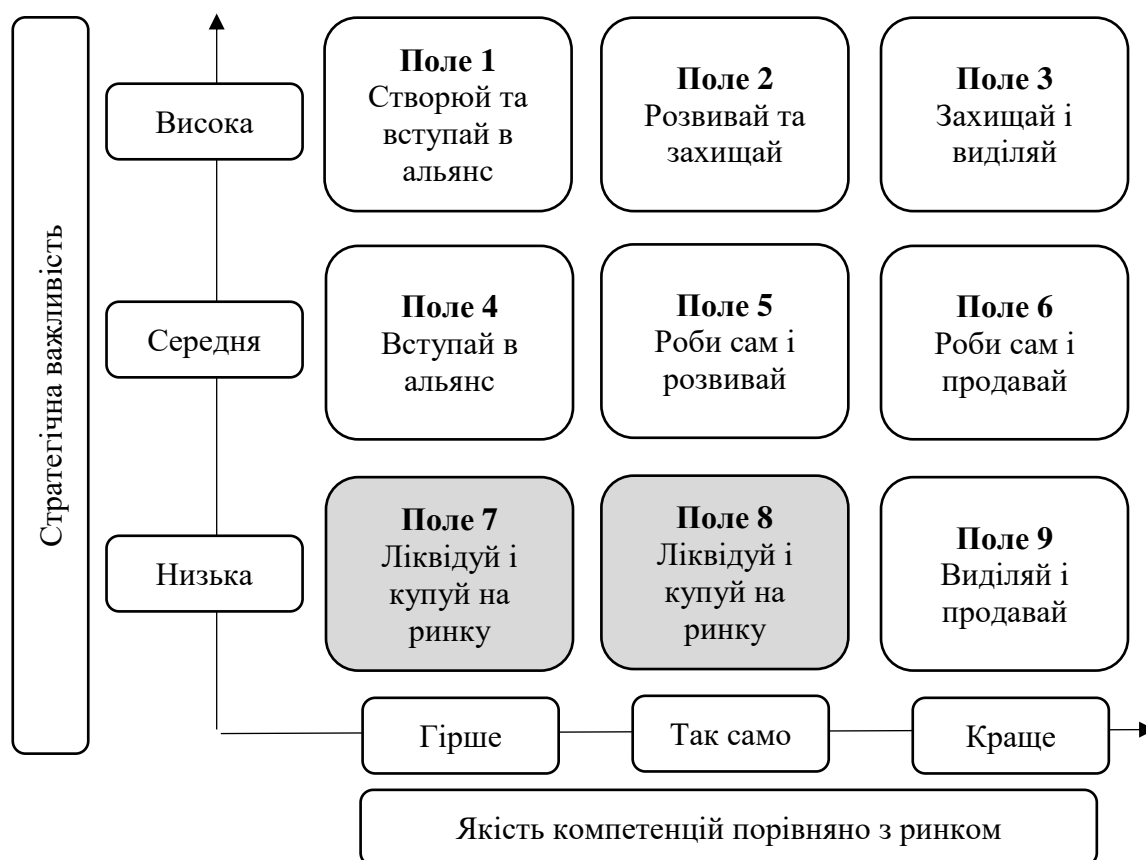 Стратегічна важливість
Висока
Поле 1
Створюй та
вступай в
альянс
Поле 2
Розвивай та
захищай
Поле 3
Захищай і
виділяй
Середня
Поле 4
Вступай в
альянс
Поле 5
Роби сам і
розвивай
Поле 6
Роби сам і
продавай
Низька
Поле 7
Ліквідуй і
купуй на
ринку
Поле 8
Ліквідуй і
купуй на
ринку
Поле 9
Виділяй і
продавай
Гірше
Так само
Краще
Якість компетенцій порівняно з ринком